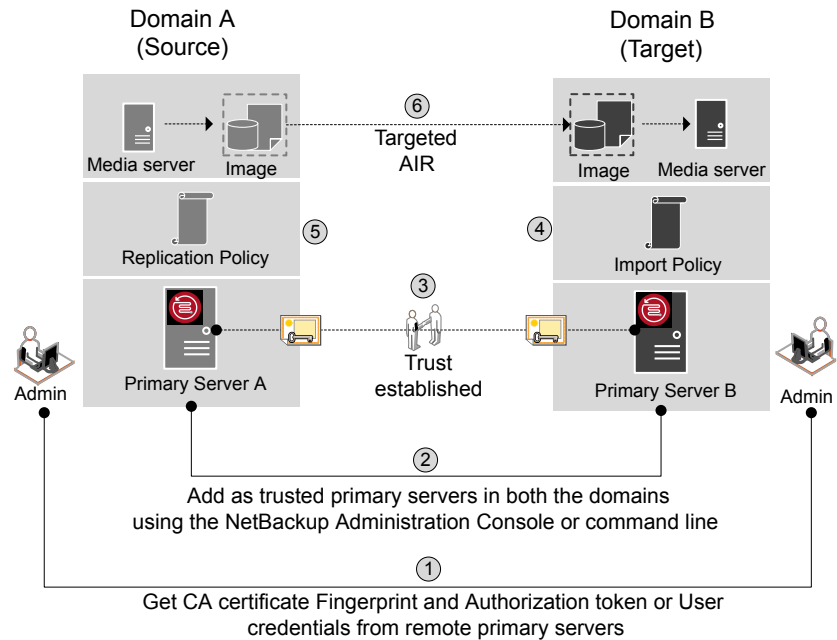 Domain A
(Source)
Domain B
(Target)
6
Targeted
AIR
Media server
Image
Image
Media server
5
4
Replication Policy
Import Policy
3
Trust
established
Admin
Primary Server A
Primary Server B
Admin
2
Add as trusted primary servers in both the domains
using the NetBackup Administration Console or command line
1
Get CA certificate Fingerprint and Authorization token or User
credentials from remote primary servers